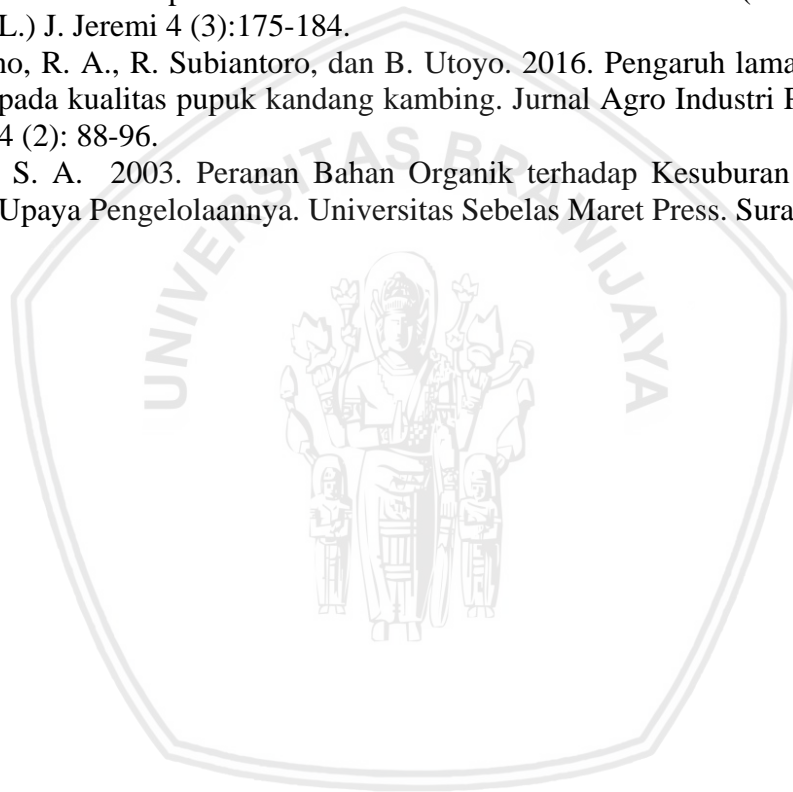 L.) J. Jeremi 4 (3):175-184.
no, R. A., R. Subiantoro, dan B. Utoyo. 2016. Pengaruh lama
pada kualitas pupuk kandang kambing. Jurnal Agro Industri
4 (2): 88-96.
S. A. 2003. Peranan Bahan Organik terhadap Kesuburan
Upaya Pengelolaannya. Universitas Sebelas Maret Press. Sura
UNIVERSITAS BRAWIJAYA